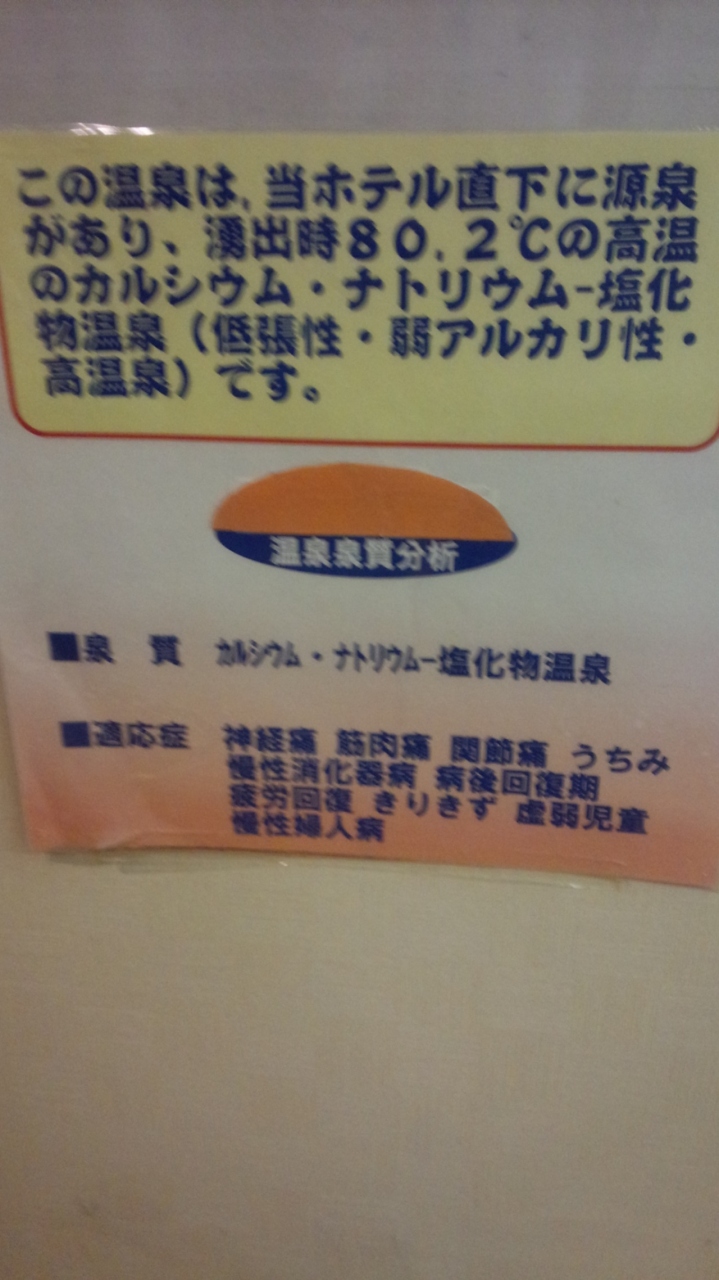 この温泉は、当ホテル直下に源泉
があり、湧出時80.2℃の高温
のカルシウム・ナトリウム-塩化
物温泉（低張性・弱アルカリ性・
高温泉）です。
温泉泉質分析
■泉 質 カルシウム・ナトリウム-塩化物温泉
■適応症 神経痛 筋肉痛 関節痛 うちみ
慢性消化器病 病後回復期
疲労回復 きりきず 虚弱児童
慢性婦人病